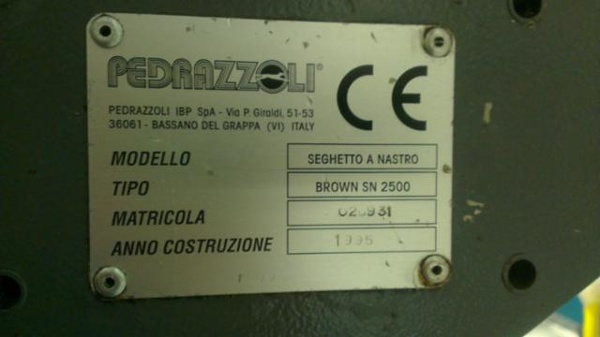 PEDRAZZOLI®
PEDRAZZOLI IBP SpA - Via P. Giraldi, 51-53
36061 - BASSANO DEL GRAPPA (VI) ITALY
CE
MODELLO SEGHETTO A NASTRO
TIPO BROWN SN 2500
MATRICOLA
ANNO COSTRUZIONE 1995